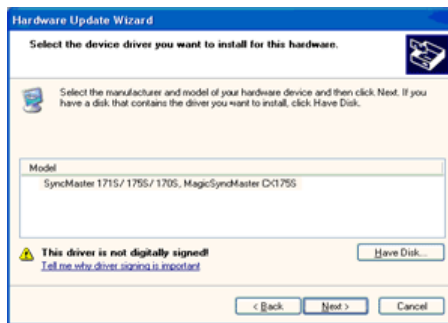 Hardware Update Wizard
Select the device driver you want to install for this hardware.
Select the manufacturer and model of your hardware device and then click Next. If you
have a disk that contains the driver you want to install, click Have Disk.
Model
SyncMaster 171S/ 175S/ 170S, MagicSyncMaster CX175S
This driver is not digitally signed!
Have Disk...
Tell me why driver signing is important
< Back
Next >
Cancel